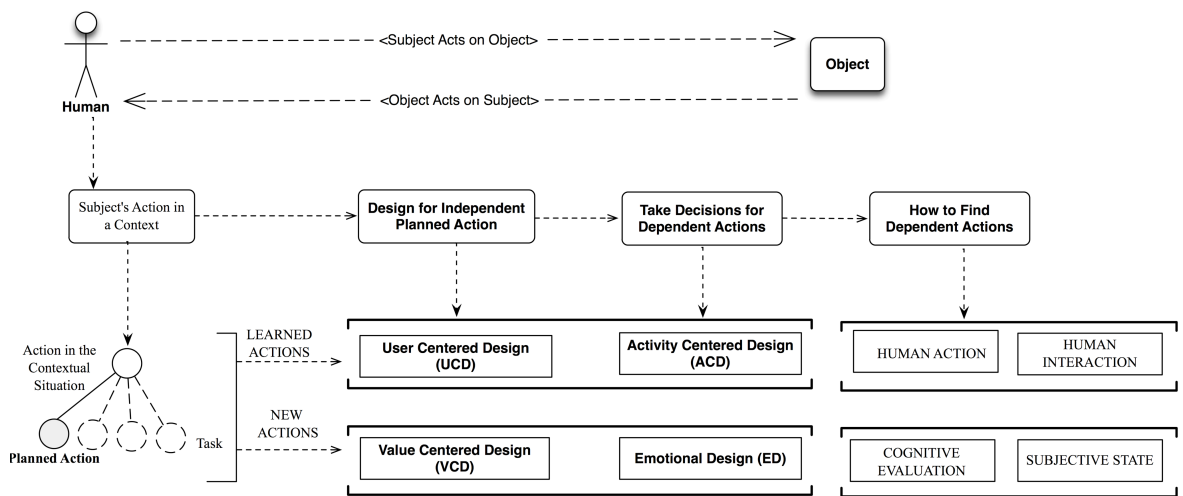 <Subject Acts on Object>
Object
Human
<Object Acts on Subject>
Subject's Action in
a Context
Design for Independent
Planned Action
Take Decisions for
Dependent Actions
How to Find
Dependent Actions
LEARNED
ACTIONS
Action in the
Contextual
Situation
User Centered Design
(UCD)
Activity Centered Design
(ACD)
HUMAN ACTION
HUMAN
INTERACTION
NEW
ACTIONS
Task
Planned Action
Value Centered Design
(VCD)
Emotional Design (ED)
COGNITIVE
EVALUATION
SUBJECTIVE STATE